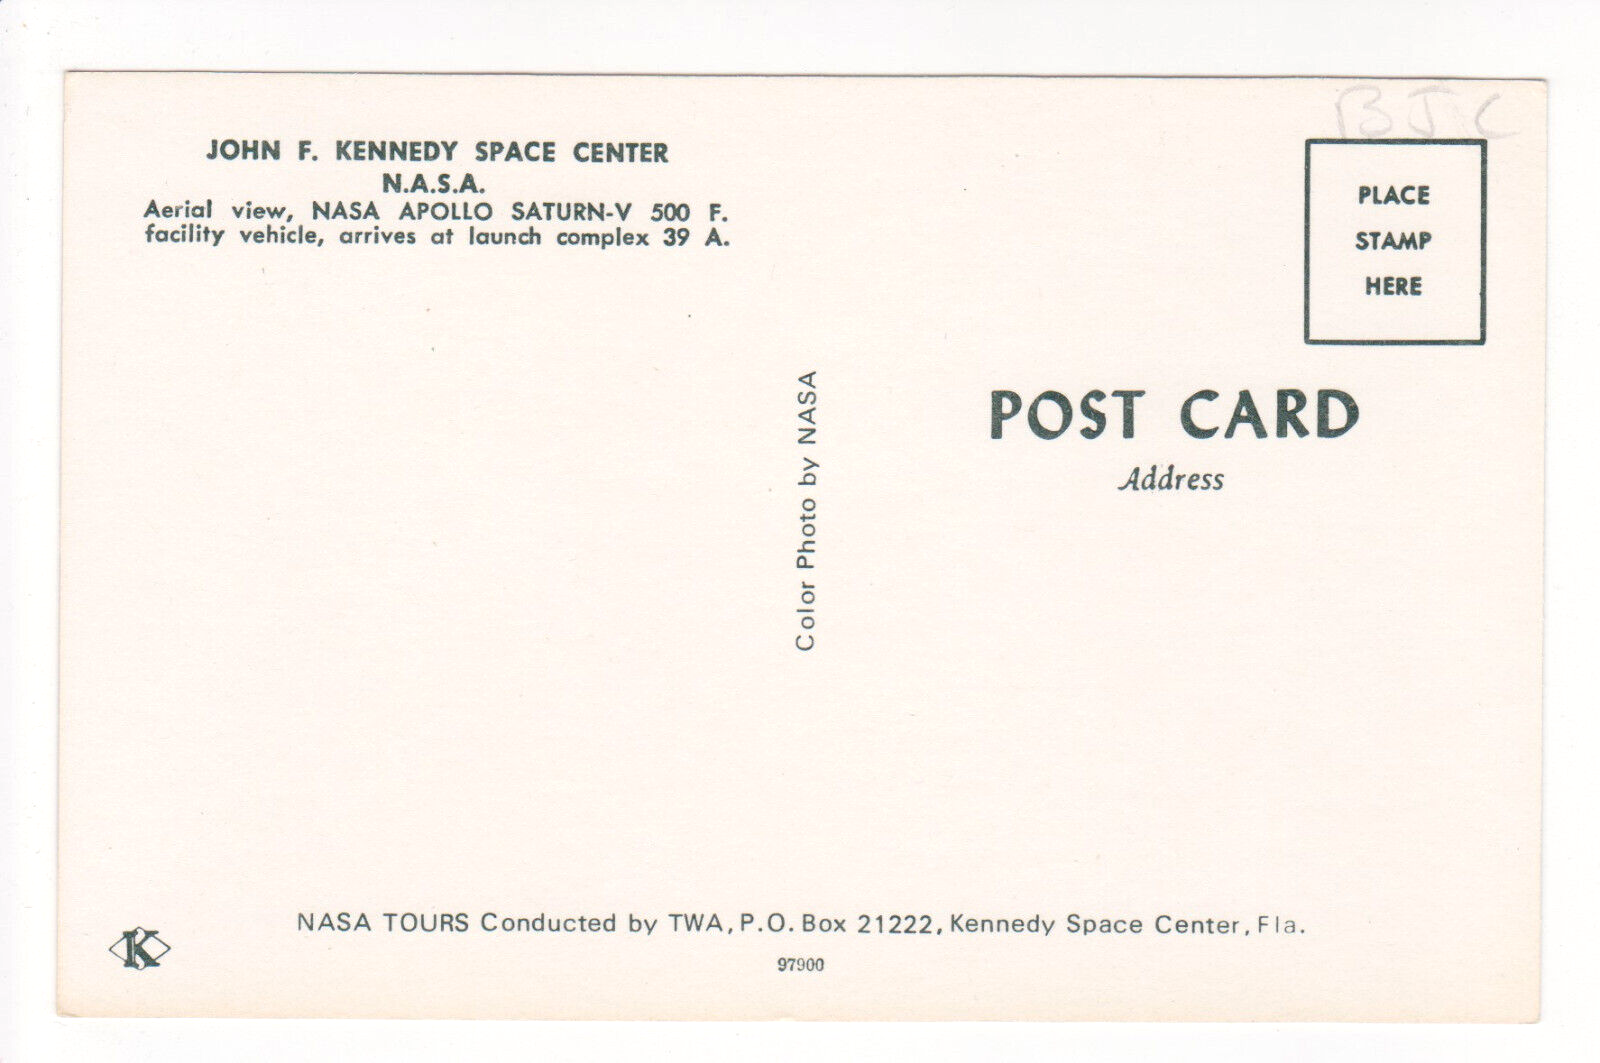 BJC
JOHN F. KENNEDY SPACE CENTER
N.A.S.A.
Aerial view, NASA APOLLO SATURN-V 500 F.
facility vehicle, arrives at launch complex 39 A.
PLACE
STAMP
HERE
Color Photo by NASA
POST CARD
Address
NASA TOURS Conducted by TWA, P.O. Box 21222, Kennedy Space Center, Fla.
K
97900